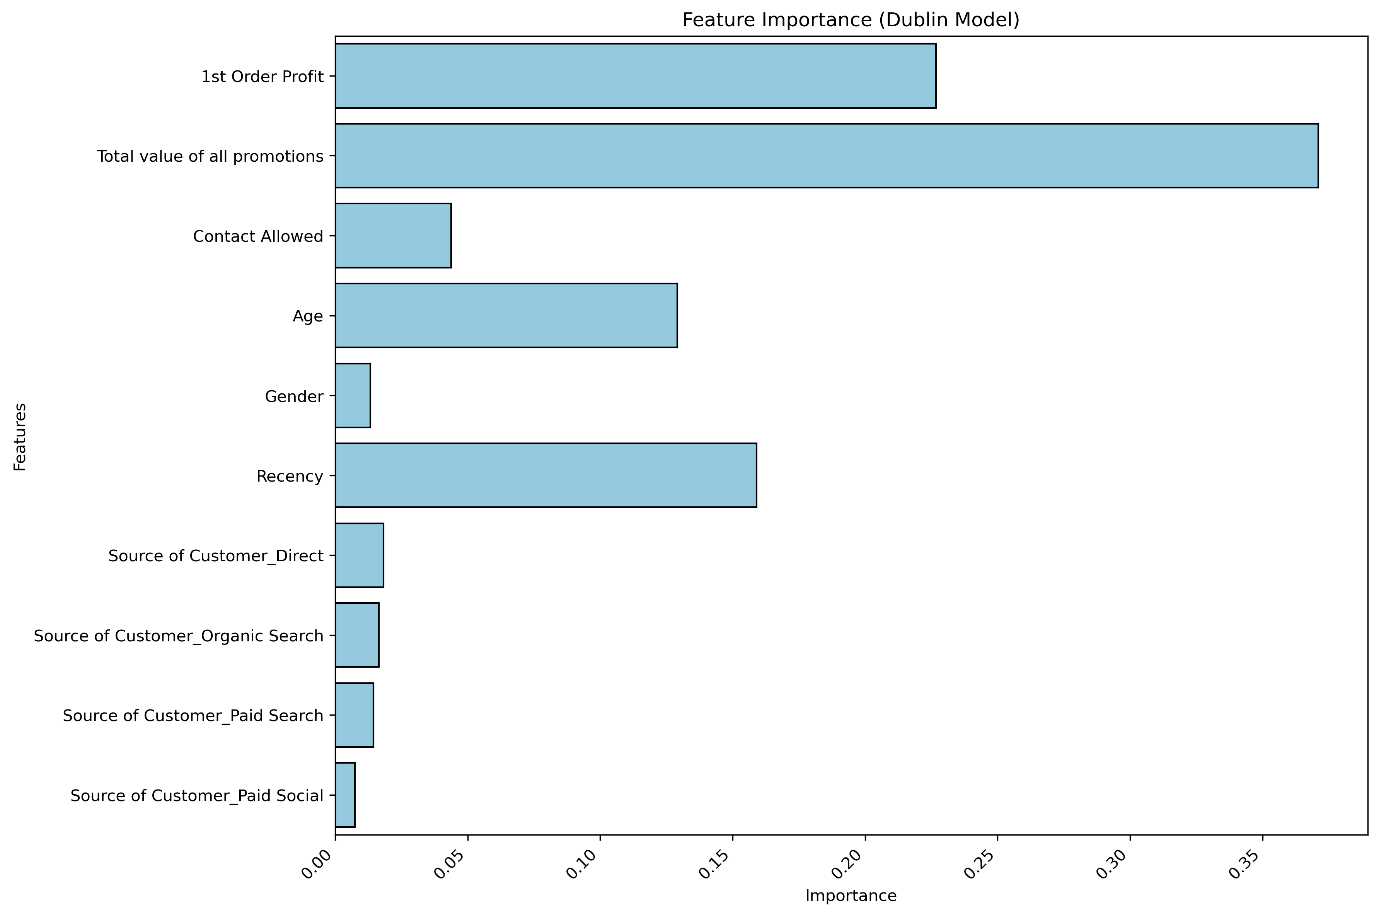 Feature Importance (Dublin Model)
1st Order Profit
Total value of all promotions
Contact Allowed
Age
Gender
Recency
Source of Customer_Direct
Source of Customer_Organic Search
Source of Customer_Paid Search
Source of Customer_Paid Social
Features
0.00 0.05 0.10 0.15 0.20 0.25 0.30 0.35
Importance